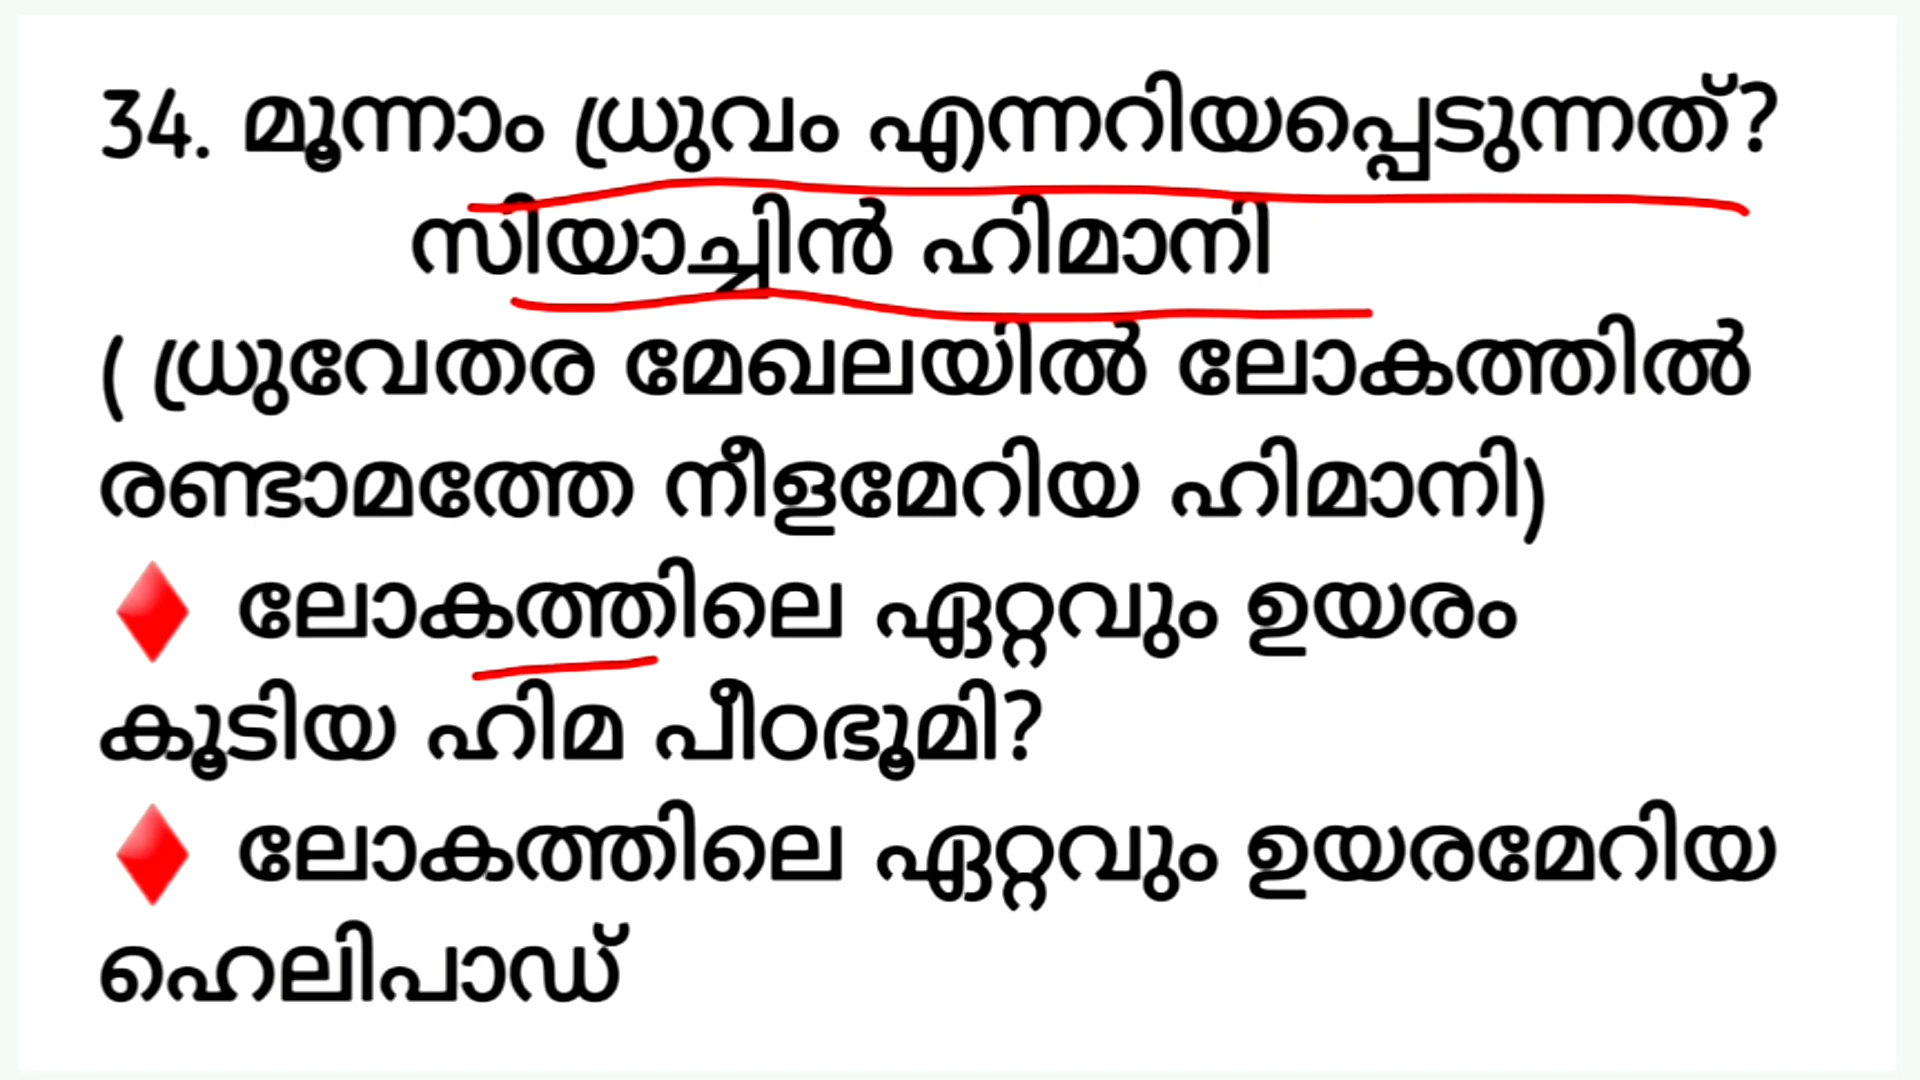 34. മൂന്നാം ധ്രുവം എന്നറിയപ്പെടുന്നത്?
സിയാച്ചിൻ ഹിമാനി
( ധ്രുവേതര മേഖലയിൽ ലോകത്തിൽ
രണ്ടാമത്തേ നീളമേറിയ ഹിമാനി)
♦ ലോകത്തിലെ ഏറ്റവും ഉയരം
കൂടിയ ഹിമ പീഠഭൂമി?
♦ ലോകത്തിലെ ഏറ്റവും ഉയരമേറിയ
ഹെലിപാഡ്